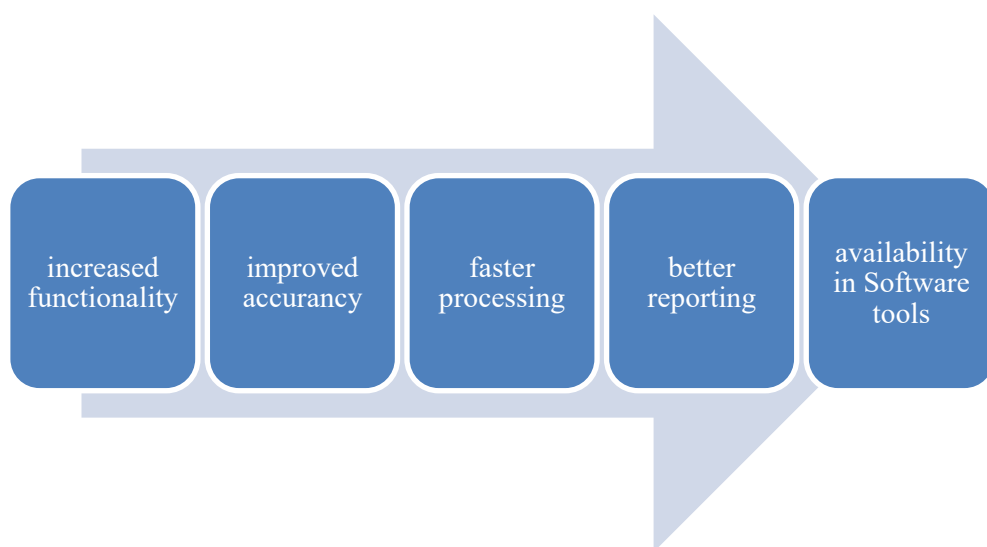 increased
functionality
improved
accurancy
faster
processing
better
reporting
availability
in Software
tools